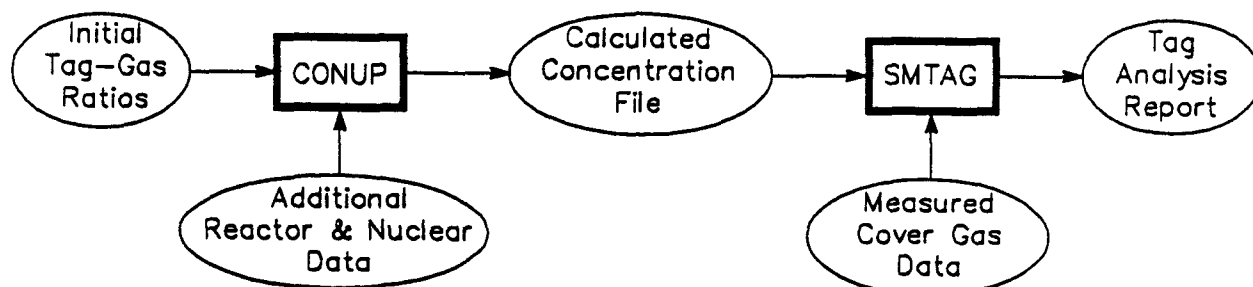 Initial
Tag-Gas
Ratios
CONUP
Calculated
Concentration
File
SMTAG
Tag
Analysis
Report
Additional
Reactor & Nuclear
Data
Measured
Cover Gas
Data